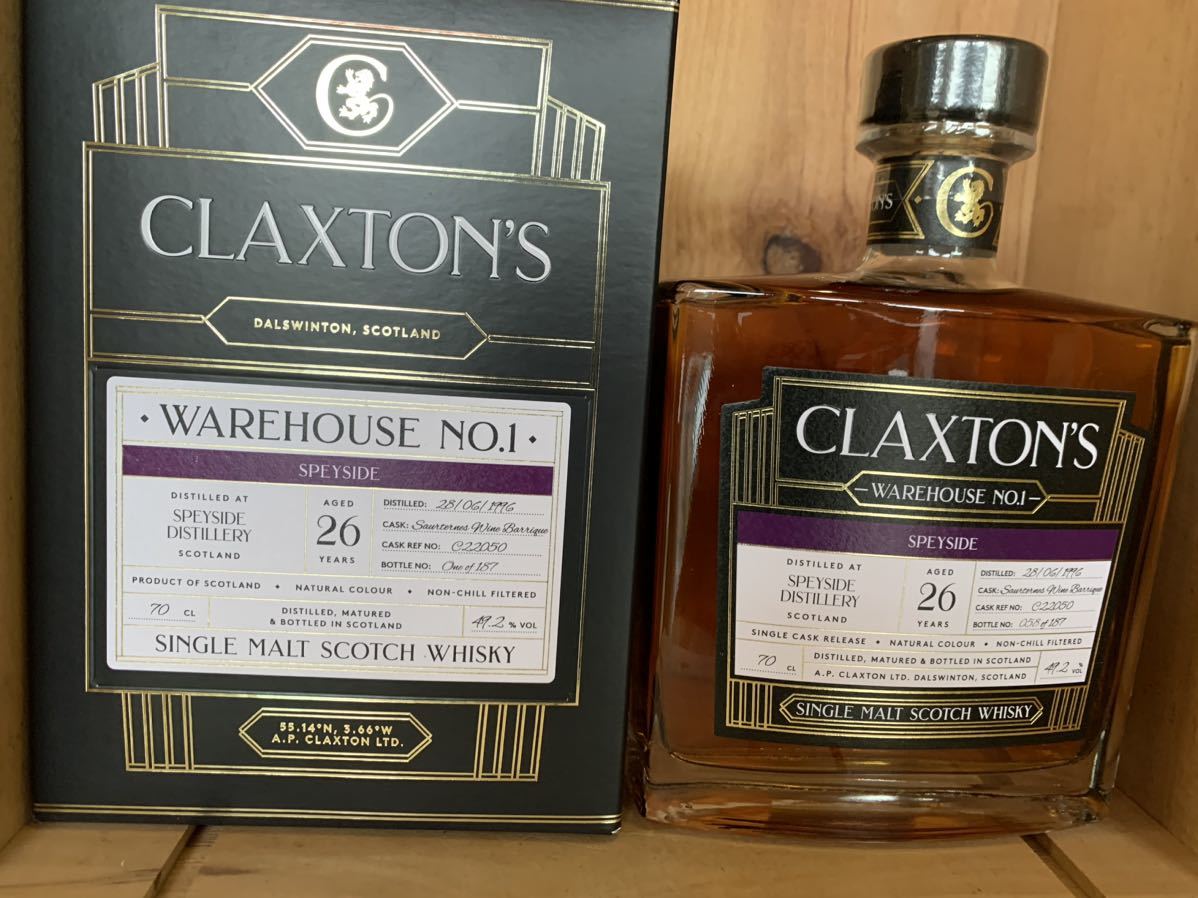 C
CLAXTON'S
DALSWINTON, SCOTLAND
WAREHOUSE NO.1
SPEYSIDE
DISTILLED AT
SPEYSIDE
DISTILLERY
SCOTLAND
AGED
26
YEARS
DISTILLED: 28/06/1996
CASK: Saurternes Wine Barrique
CASK REF NO: C22050
BOTTLE NO: One of 187
PRODUCT OF SCOTLAND • NATURAL COLOUR • NON-CHILL FILTERED
70 CL
DISTILLED, MATURED
& BOTTLED IN SCOTLAND
49.2 % VOL
SINGLE MALT SCOTCH WHISKY
55.14°N, 3.66°W
A.P. CLAXTON LTD.
C
CLAXTON'S
WAREHOUSE NO.1
SPEYSIDE
DISTILLED AT
SPEYSIDE
DISTILLERY
SCOTLAND
AGED
26
YEARS
DISTILLED: 28/06/1996
CASK: Saurternes Wine Barrique
CASK REF NO: C22050
BOTTLE NO: 058 of 187
SINGLE CASK RELEASE • NATURAL COLOUR • NON-CHILL FILTERED
70 CL
DISTILLED, MATURED & BOTTLED IN SCOTLAND
A.P. CLAXTON LTD. DALSWINTON, SCOTLAND
49.2 % VOL
SINGLE MALT SCOTCH WHISKY